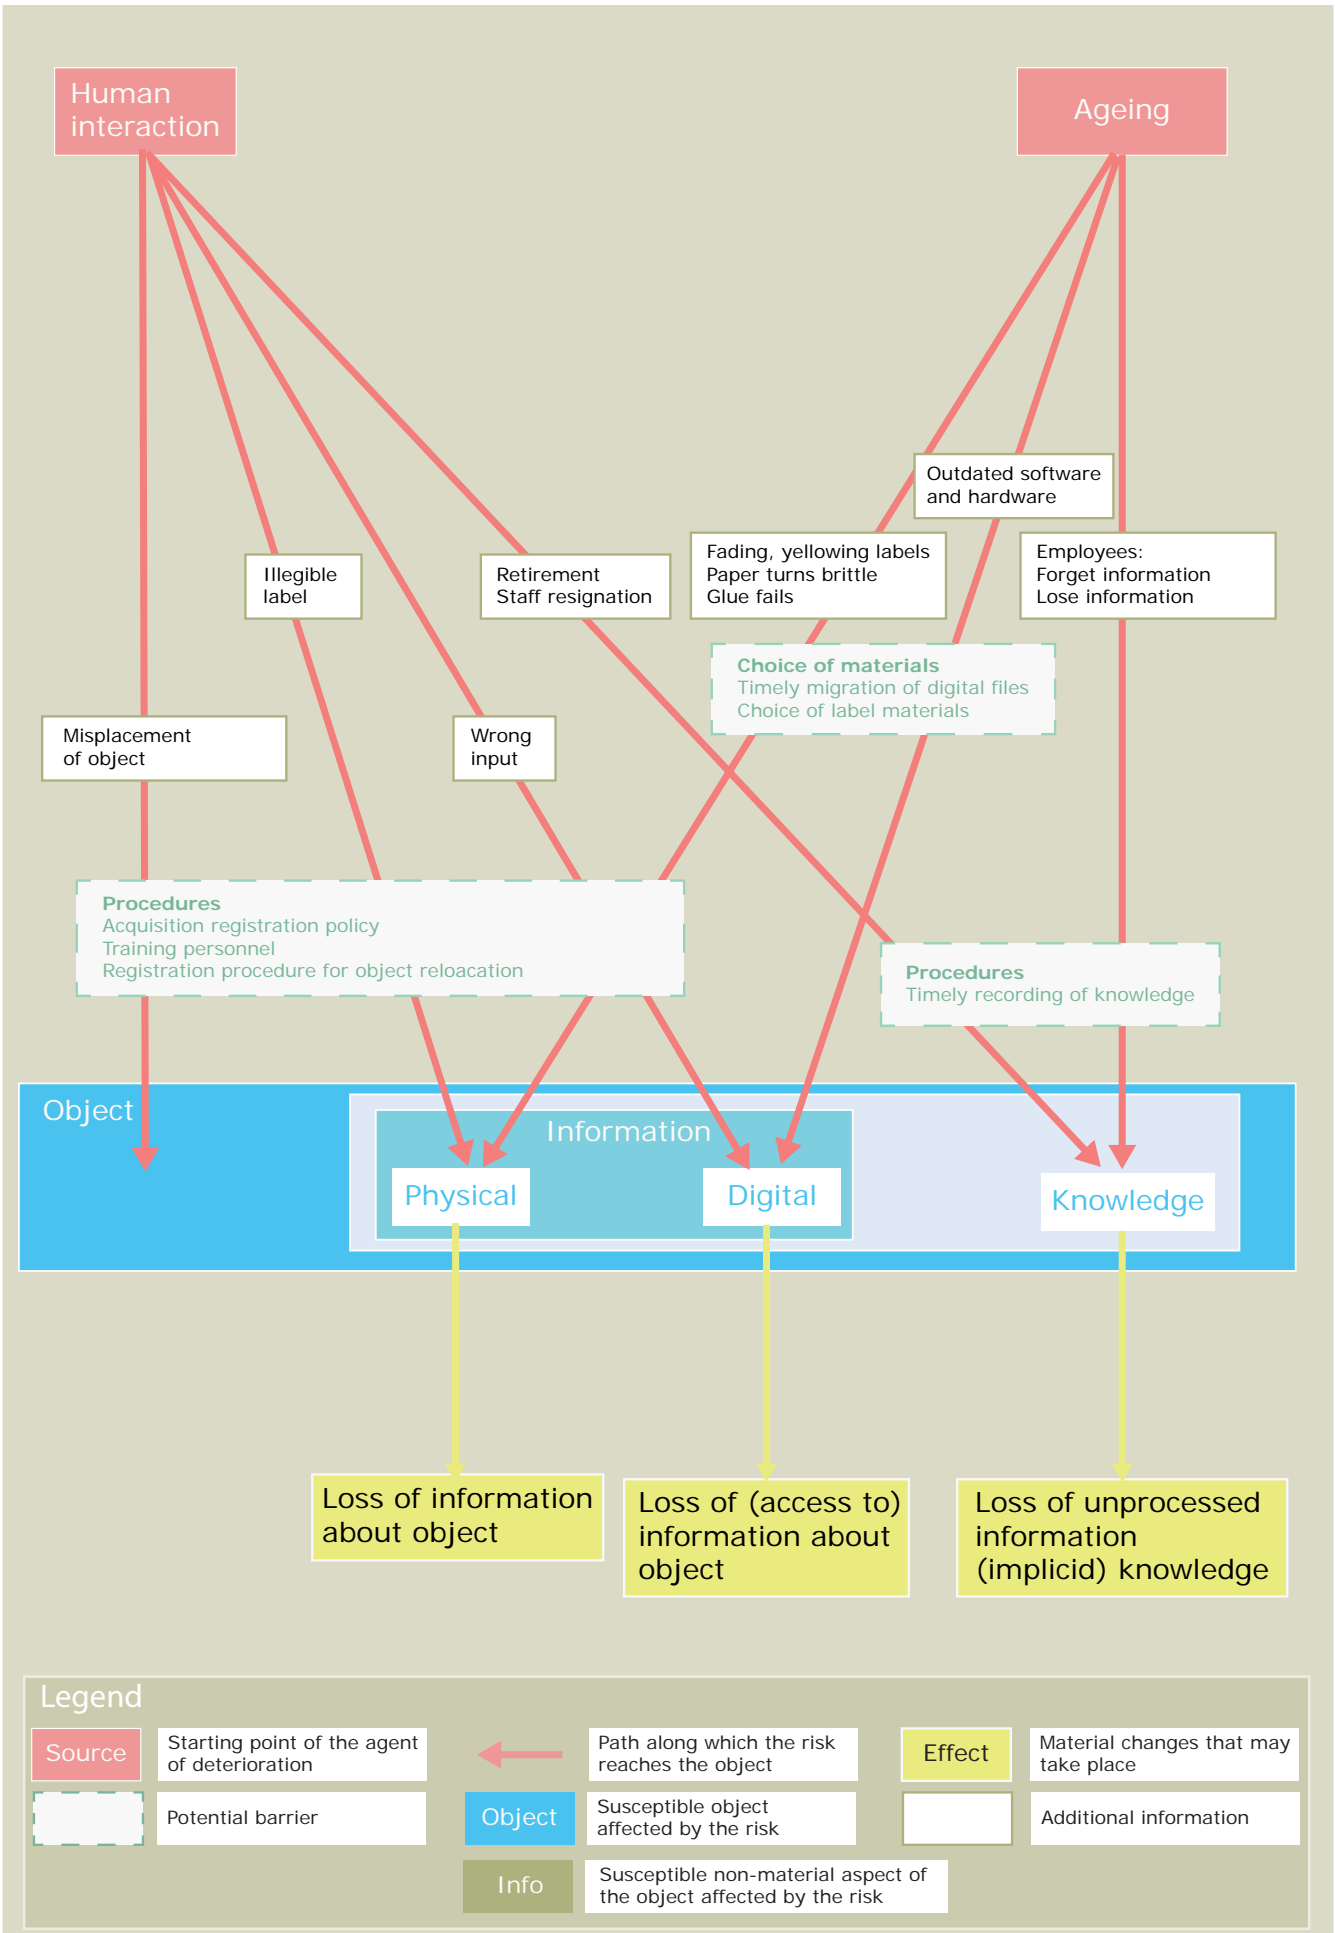 Human
interaction
Ageing
Outdated software
and hardware
Illegible
label
Retirement
Staff resignation
Fading, yellowing labels
Paper turns brittle
Glue fails
Employees:
Forget information
Lose information
Choice of materials
Timely migration of digital files
Choice of label materials
Misplacement
of object
Wrong
input
Procedures
Acquisition registration policy
Training personnel
Registration procedure for object reloacation
Procedures
Timely recording of knowledge
Object
Information
Physical
Digital
Knowledge
Loss of information
about object
Loss of (access to)
information about
object
Loss of unprocessed
information
(implicid) knowledge
Legend
Source
Starting point of the agent
of deterioration
Path along which the risk
reaches the object
Effect
Material changes that may
take place
Potential barrier
Object
Susceptible object
affected by the risk
Additional information
Info
Susceptible non-material aspect of
the object affected by the risk